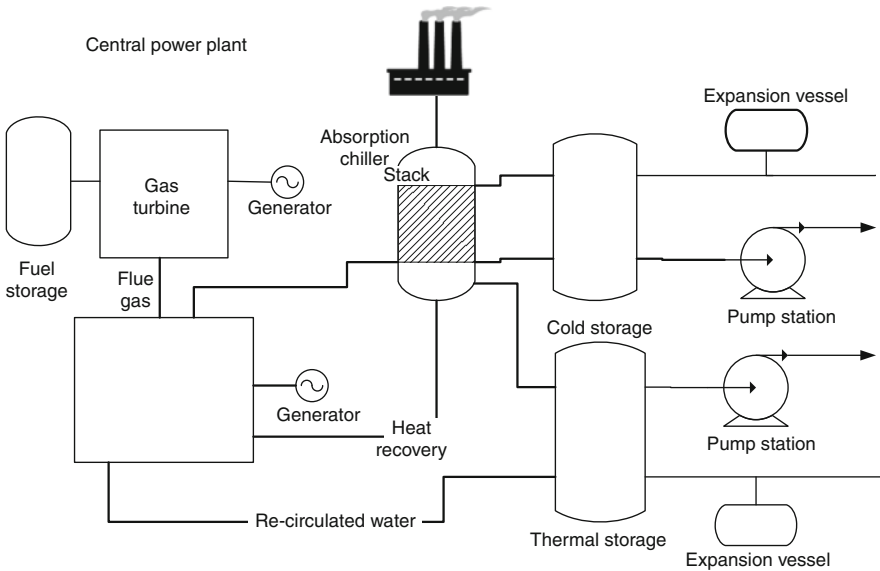 Central power plant
Expansion vessel
Absorption
chiller
Stack
Gas
turbine
Generator
Fuel
storage
Flue
gas
Cold storage
Pump station
Generator
Heat
recovery
Pump station
Re-circulated water
Thermal storage
Expansion vessel